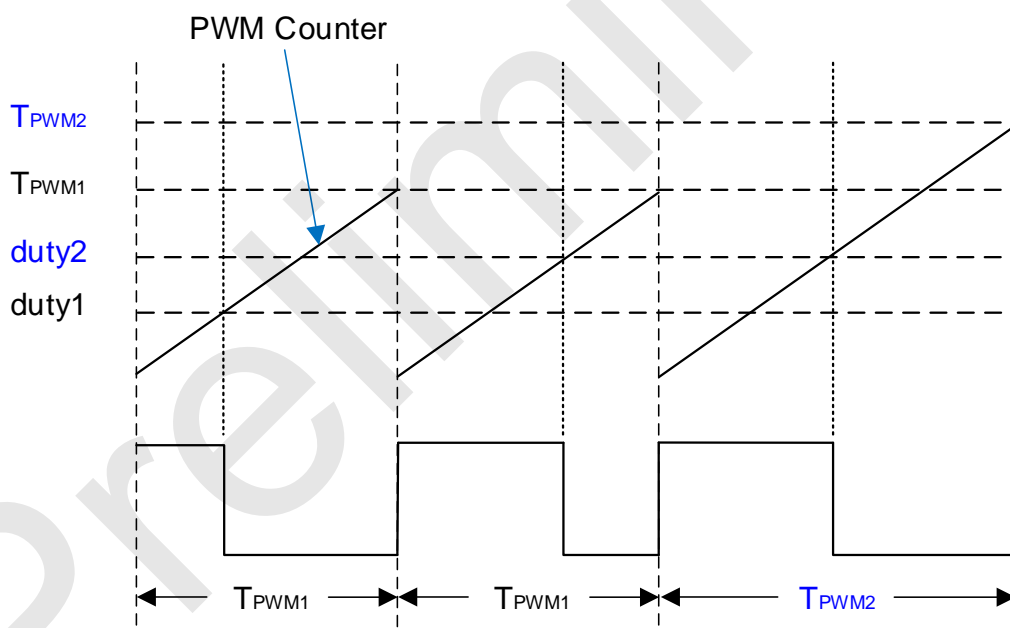 PWM Counter
TPWM2
TPWM1
duty2
duty1
TPWM1 TPWM1 TPWM2
Prelimi